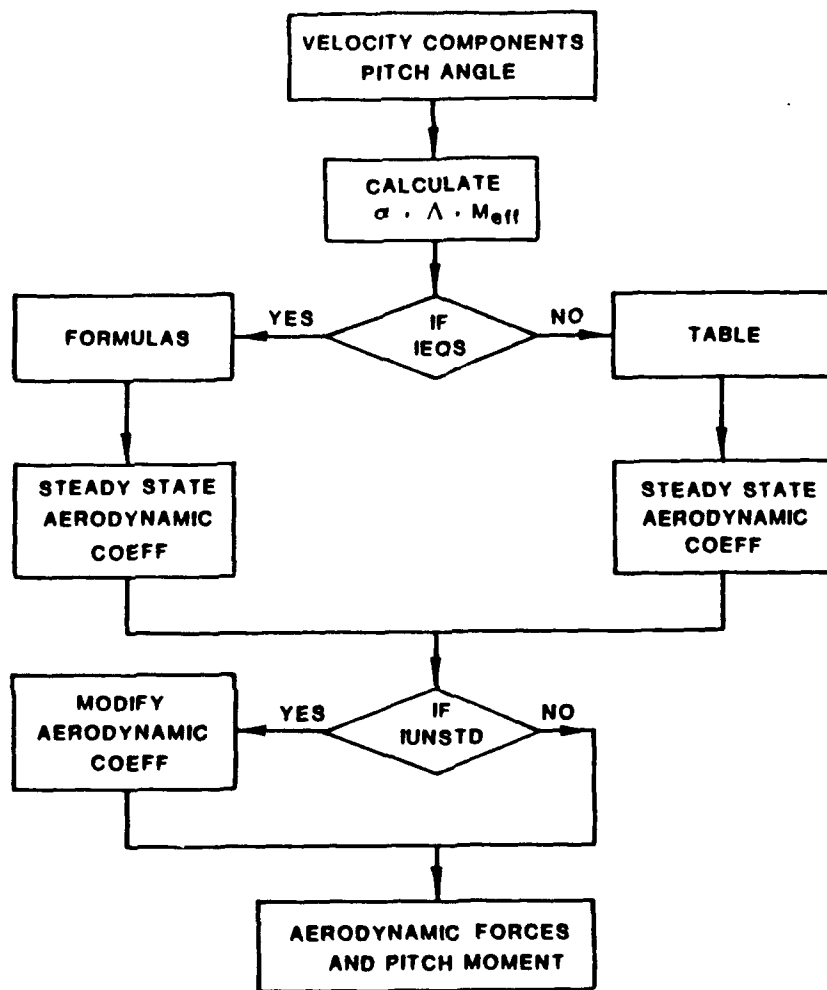 VELOCITY COMPONENTS
PITCH ANGLE
CALCULATE
α , Λ , Meff
YES
IF
IEQS
NO
FORMULAS
TABLE
STEADY STATE
AERODYNAMIC
COEFF
STEADY STATE
AERODYNAMIC
COEFF
MODIFY
AERODYNAMIC
COEFF
YES
IF
IUNSTD
NO
AERODYNAMIC FORCES
AND PITCH MOMENT